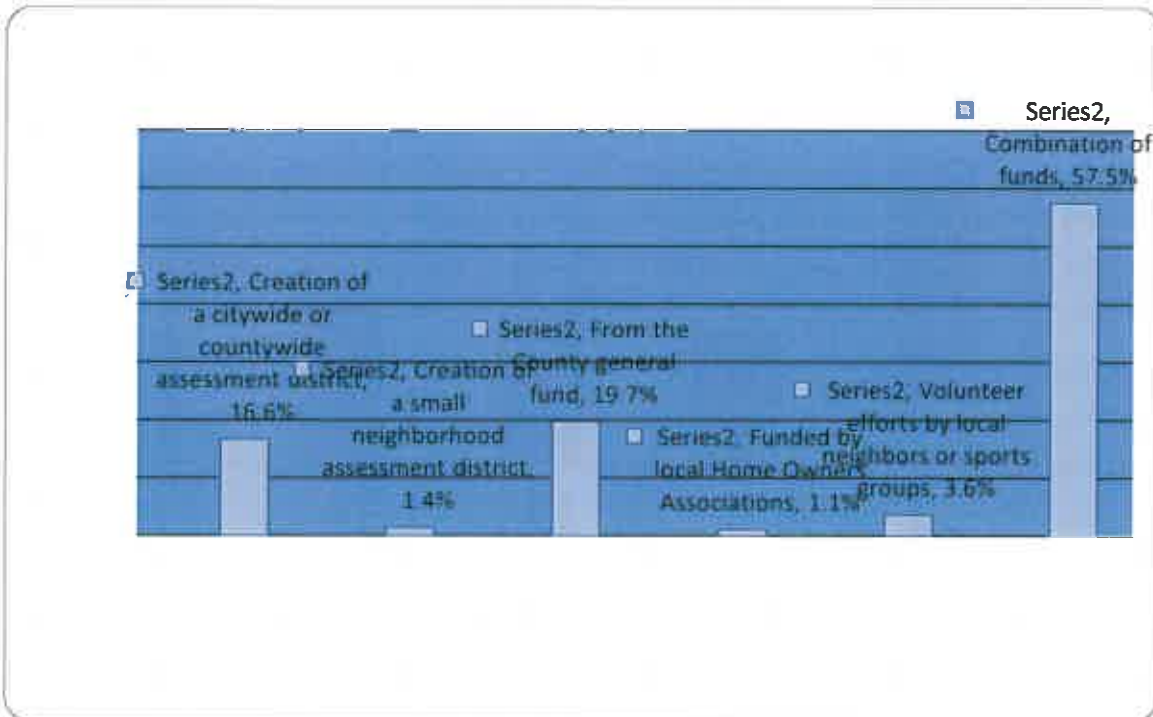 Series2,
Combination of
funds, 57.5%
Series2, Creation of
a citywide or
countywide
assessment district,
16.6%
Series2, Creation of
a small
neighborhood
assessment district,
1.4%
Series2, From the
County general
fund, 19.7%
Series2, Funded by
local Home Owners
Associations, 1.1%
Series2, Volunteer
efforts by local
neighbors or sports
groups, 3.6%